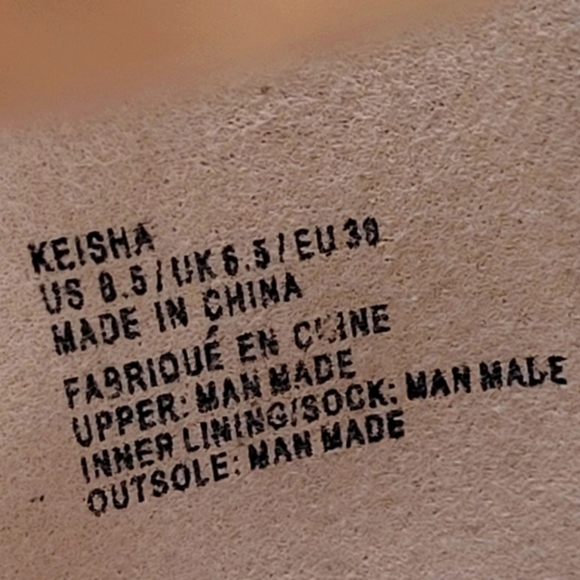 KEISHA
US 8.5/UK 6.5/EU 39
MADE IN CHINA
FABRIQUÉ EN CHINE
UPPER: MAN MADE
INNER LINING/SOCK: MAN MADE
OUTSOLE: MAN MADE